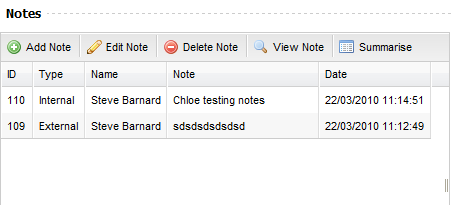 Notes
Add Note Edit Note Delete Note View Note Summarise
ID Type Name Note Date
110 Internal Steve Barnard Chloe testing notes 22/03/2010 11:14:51
109 External Steve Barnard sdsdsdsdsdsd 22/03/2010 11:12:49